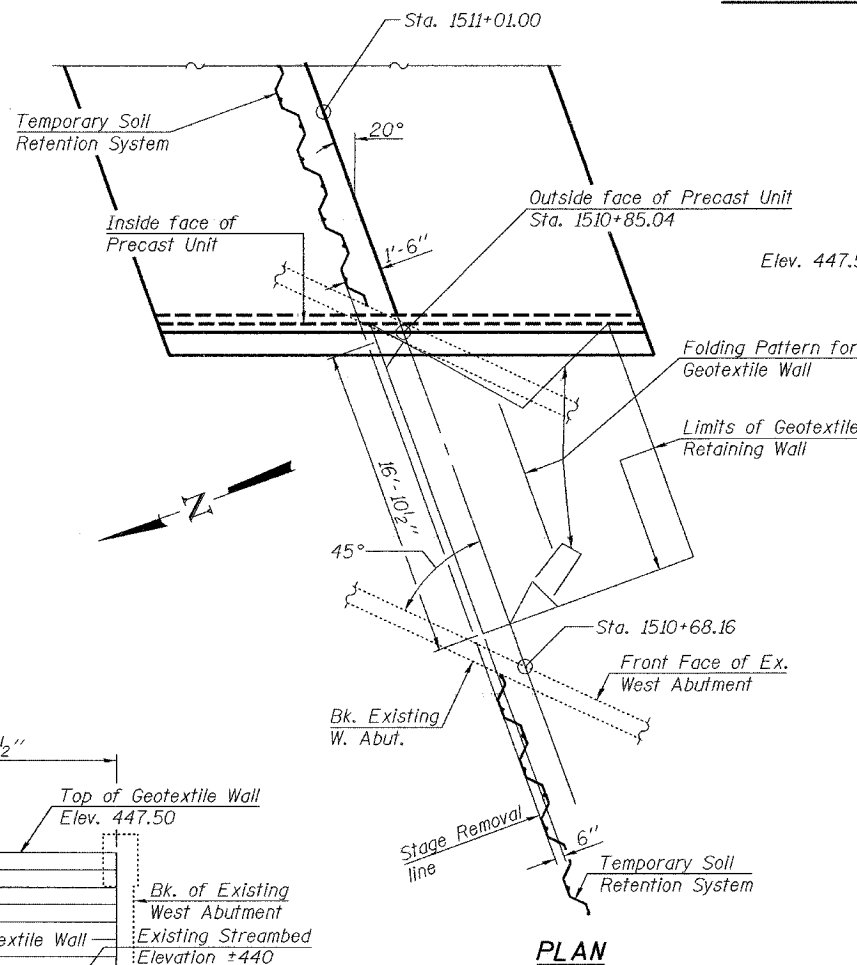 Sta. 1511+01.00
Temporary Soil
Retention System
20°
Outside face of Precast Unit
Sta. 1510+85.04
Inside face of
Precast Unit
1'-6"
Elev. 447.5
Folding Pattern for
Geotextile Wall
Limits of Geotextile
Retaining Wall
16'-10½"
N
45°
Sta. 1510+68.16
Front Face of Ex.
West Abutment
Bk. Existing
W. Abut.
½"
Top of Geotextile Wall
Elev. 447.50
Stage Removal
line
6"
Temporary Soil
Retention System
Bk. of Existing
West Abutment
extile Wall
Existing Streambed
Elevation ±440
PLAN